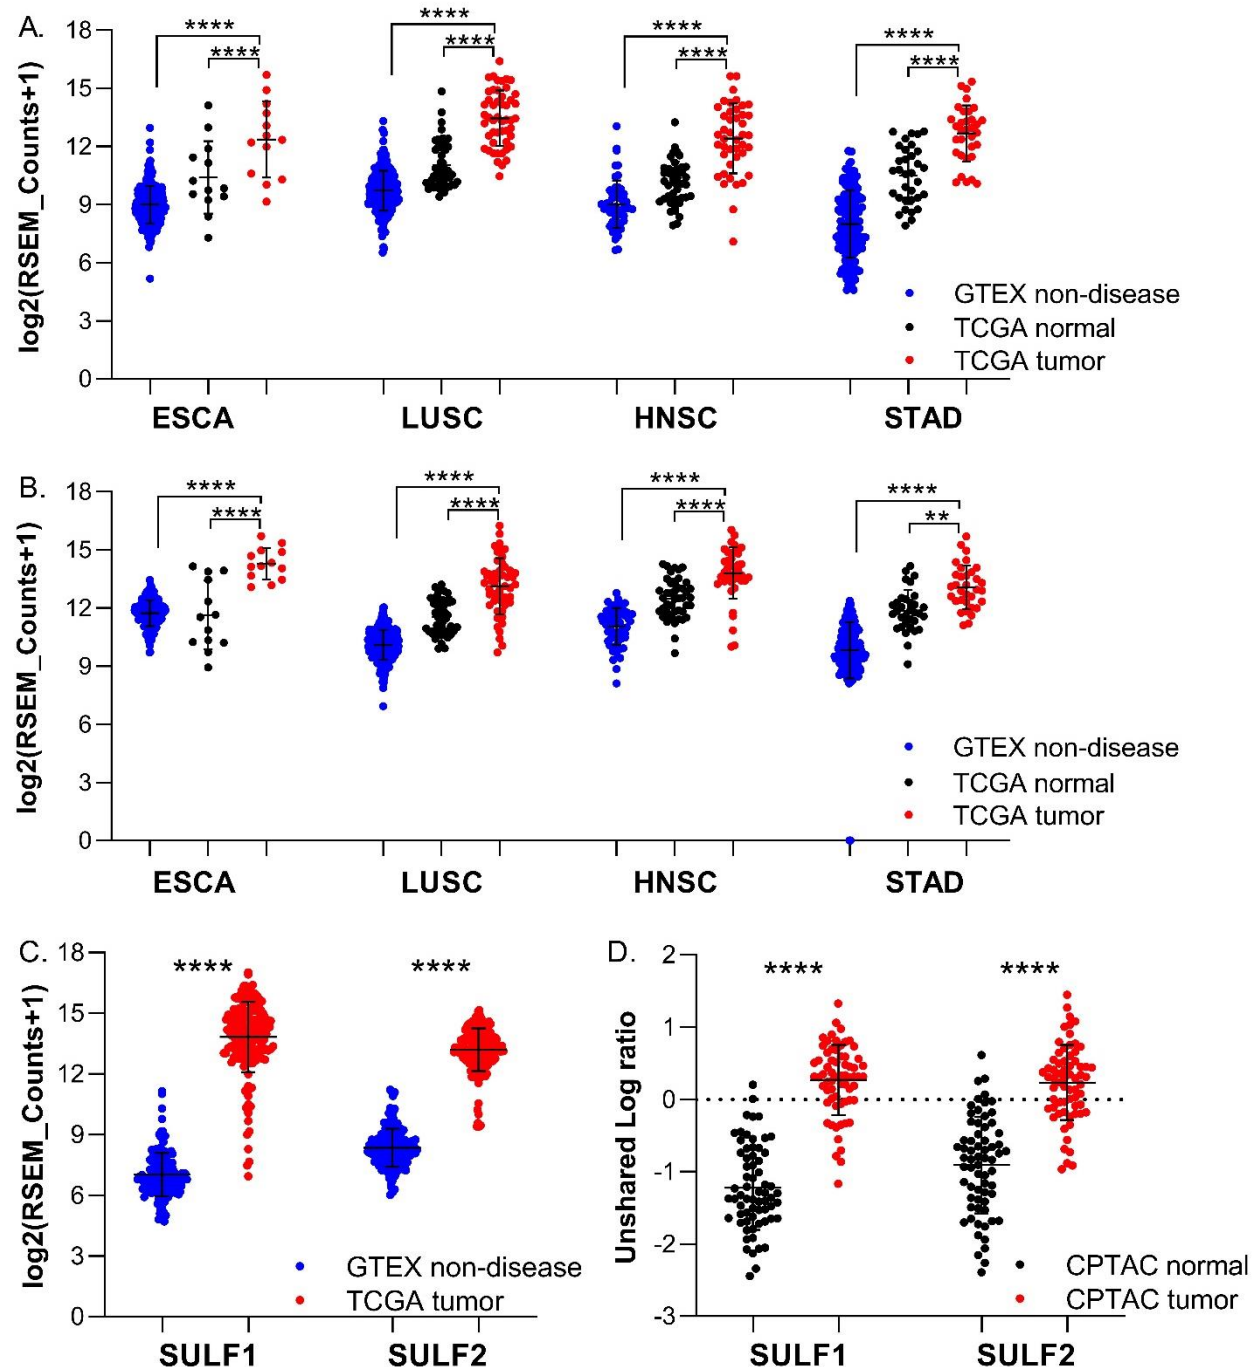 A.
log2(RSEM_Counts+1)
18
15
12
9
6
3
0
**** ****
**** ****
**** ****
**** ****
GTEX non-disease
TCGA normal
TCGA tumor
ESCA LUSC HNSC STAD
B.
log2(RSEM_Counts+1)
18
15
12
9
6
3
0
**** ****
**** ****
**** ****
**** **
GTEX non-disease
TCGA normal
TCGA tumor
ESCA LUSC HNSC STAD
C.
log2(RSEM_Counts+1)
18
15
12
9
6
3
0
**** ****
GTEX non-disease
TCGA tumor
SULF1 SULF2
D.
Unshared Log ratio
2
1
0
-1
-2
-3
**** ****
CPTAC normal
CPTAC tumor
SULF1 SULF2